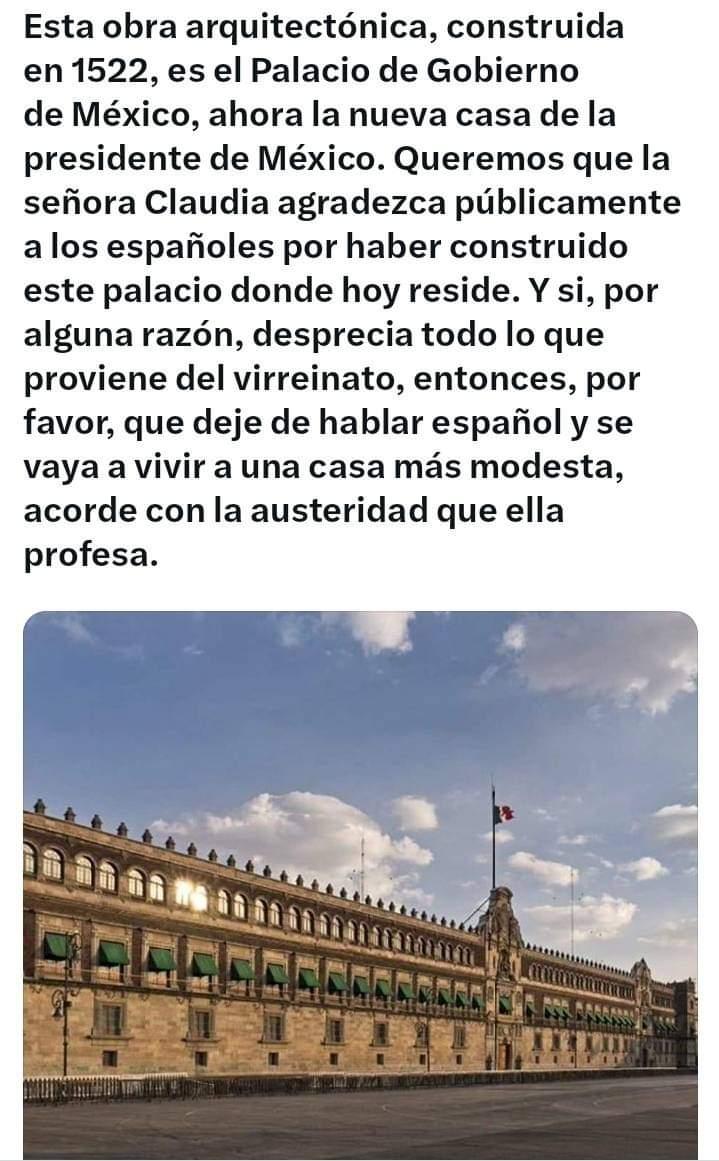 Esta obra arquitectónica, construida
en 1522, es el Palacio de Gobierno
de México, ahora la nueva casa de la
presidente de México. Queremos que la
señora Claudia agradezca públicamente
a los españoles por haber construido
este palacio donde hoy reside. Y si, por
alguna razón, desprecia todo lo que
proviene del virreinato, entonces, por
favor, que deje de hablar español y se
vaya a vivir a una casa más modesta,
acorde con la austeridad que ella
profesa.